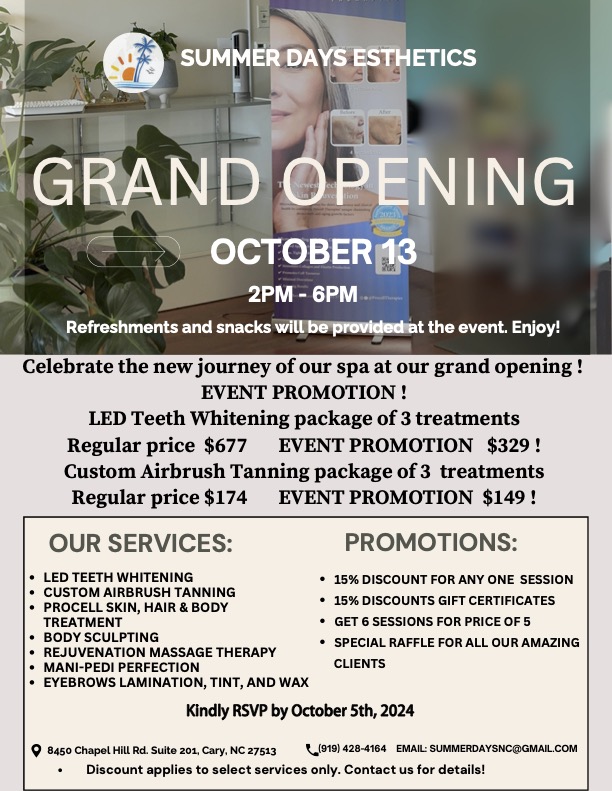 SUMMER DAYS ESTHETICS
Before
After
GRAND OPENING
OCTOBER 13
2PM - 6PM
Refreshments and snacks will be provided at the event. Enjoy!
Celebrate the new journey of our spa at our grand opening !
EVENT PROMOTION !
LED Teeth Whitening package of 3 treatments
Regular price $677 EVENT PROMOTION $329 !
Custom Airbrush Tanning package of 3 treatments
Regular price $174 EVENT PROMOTION $149 !
OUR SERVICES:
• LED TEETH WHITENING
• CUSTOM AIRBRUSH TANNING
• PROCELL SKIN, HAIR & BODY
TREATMENT
• BODY SCULPTING
• REJUVENATION MASSAGE THERAPY
• MANI-PEDI PERFECTION
• EYEBROWS LAMINATION, TINT, AND WAX
PROMOTIONS:
• 15% DISCOUNT FOR ANY ONE SESSION
• 15% DISCOUNTS GIFT CERTIFICATES
• GET 6 SESSIONS FOR PRICE OF 5
• SPECIAL RAFFLE FOR ALL OUR AMAZING
CLIENTS
Kindly RSVP by October 5th, 2024
8450 Chapel Hill Rd. Suite 201, Cary, NC 27513 (919) 428-4164 EMAIL: SUMMERDAYSNC@GMAIL.COM
• Discount applies to select services only. Contact us for details!